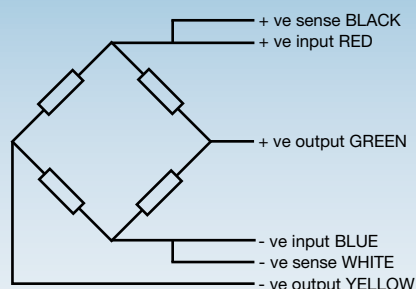 + ve sense BLACK
+ ve input RED
+ ve output GREEN
- ve input BLUE
- ve sense WHITE
- ve output YELLOW